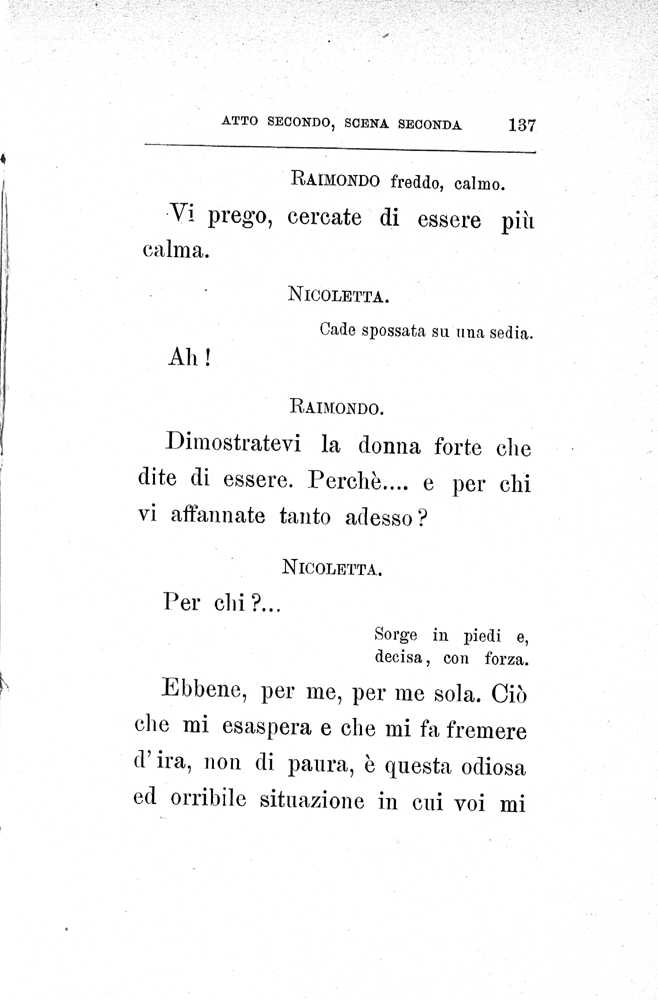 ATTO SECONDO, SCENA SECONDA 137
RAIMONDO freddo, calmo.
Vi prego, cercate di essere più
calma.
NICOLETTA.
Cade spossata su una sedia.
Ah !
RAIMONDO.
Dimostratevi la donna forte che
dite di essere. Perchè.... e per chi
vi affannate tanto adesso ?
NICOLETTA.
Per chi ?...
Sorge in piedi e,
decisa, con forza.
Ebbene, per me, per me sola. Ciò
che mi esaspera e che mi fa fremere
d' ira, non di paura, è questa odiosa
ed orribile situazione in cui voi mi